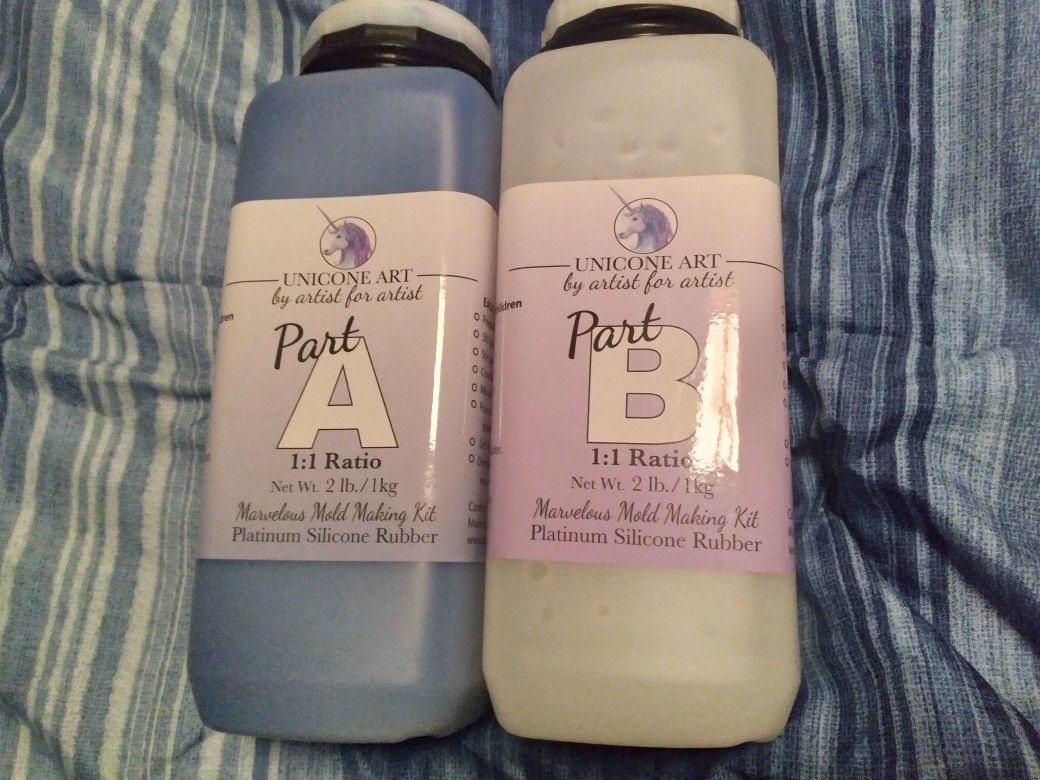 UNICONE ART
by artist for artist
Part
A
1:1 Ratio
Net Wt. 2 lb./1kg
Marvelous Mold Making Kit
Platinum Silicone Rubber
UNICONE ART
by artist for artist
Part
B
1:1 Ratio
Net Wt. 2 lb./1kg
Marvelous Mold Making Kit
Platinum Silicone Rubber